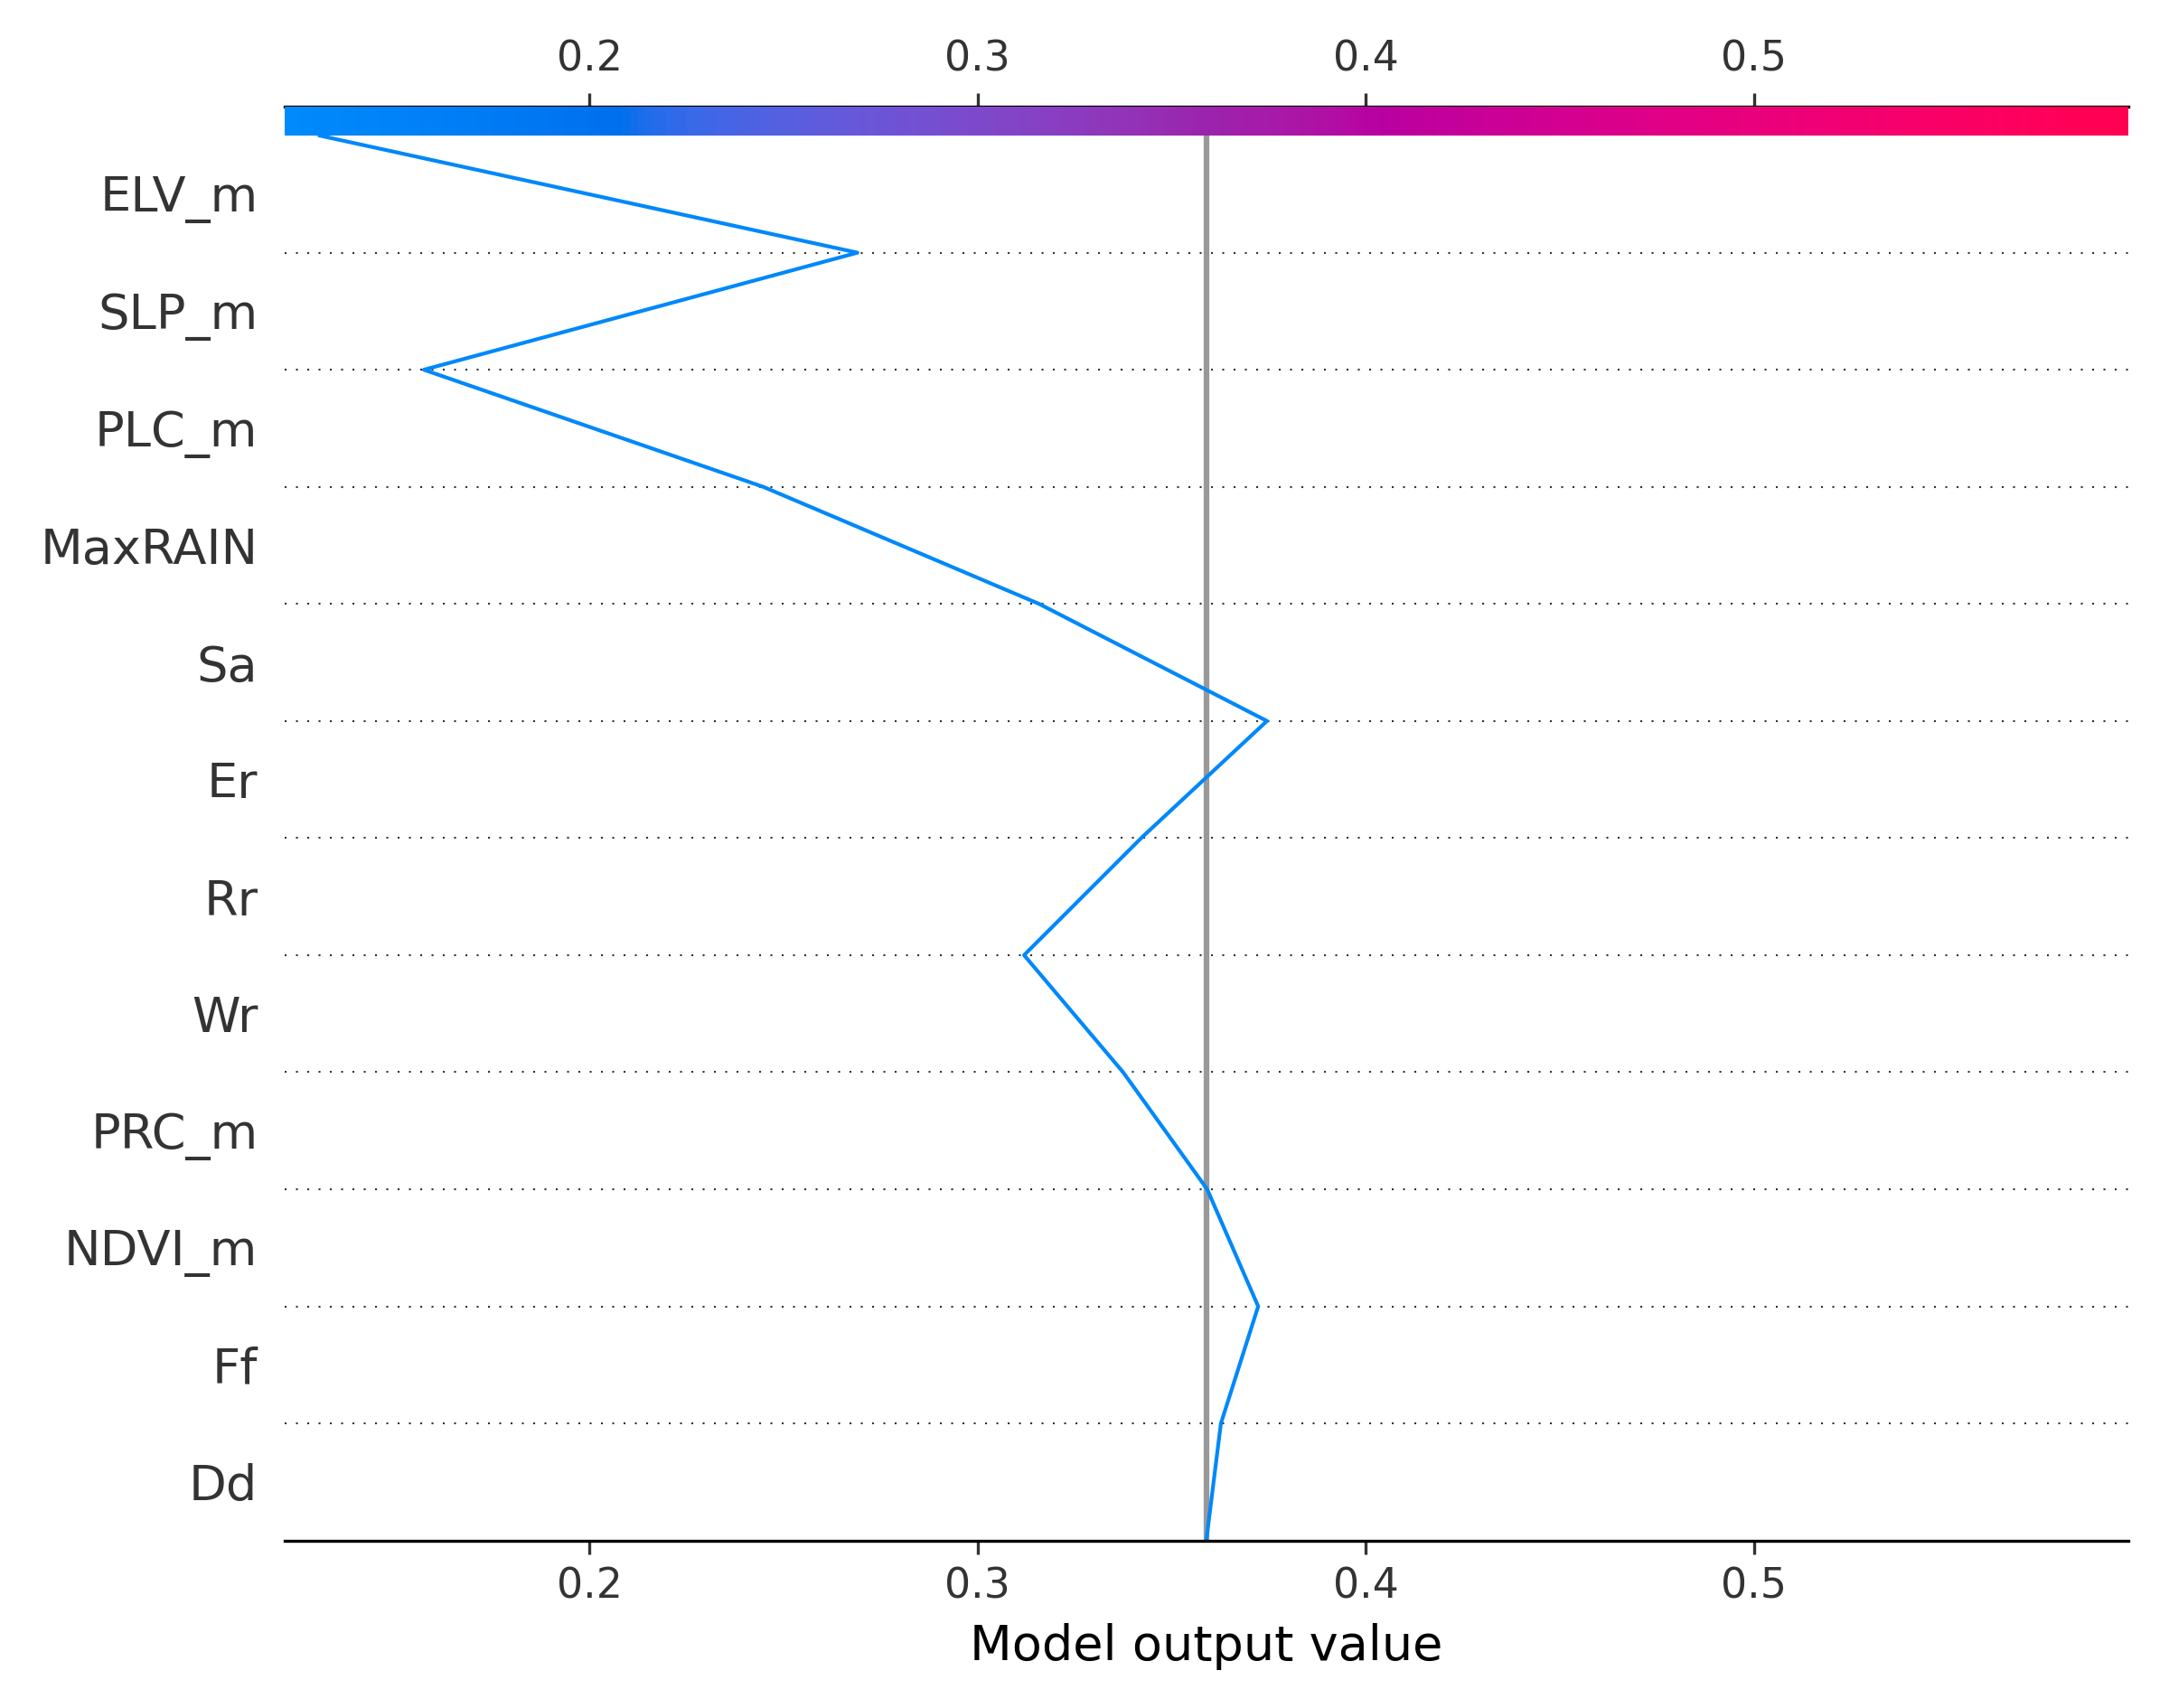 0.2 0.3 0.4 0.5
ELV_m
SLP_m
PLC_m
MaxRAIN
Sa
Er
Rr
Wr
PRC_m
NDVI_m
Ff
Dd
0.2 0.3 0.4 0.5
Model output value